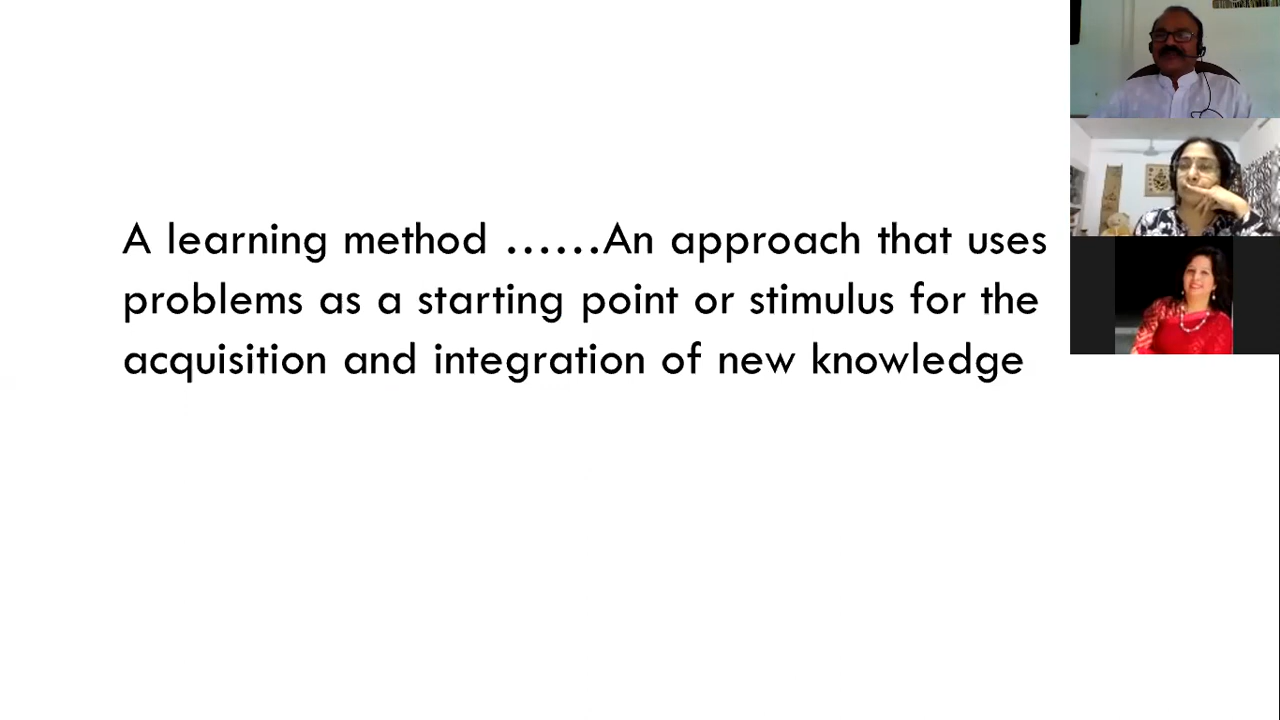 A learning method ……An approach that uses
problems as a starting point or stimulus for the
acquisition and integration of new knowledge